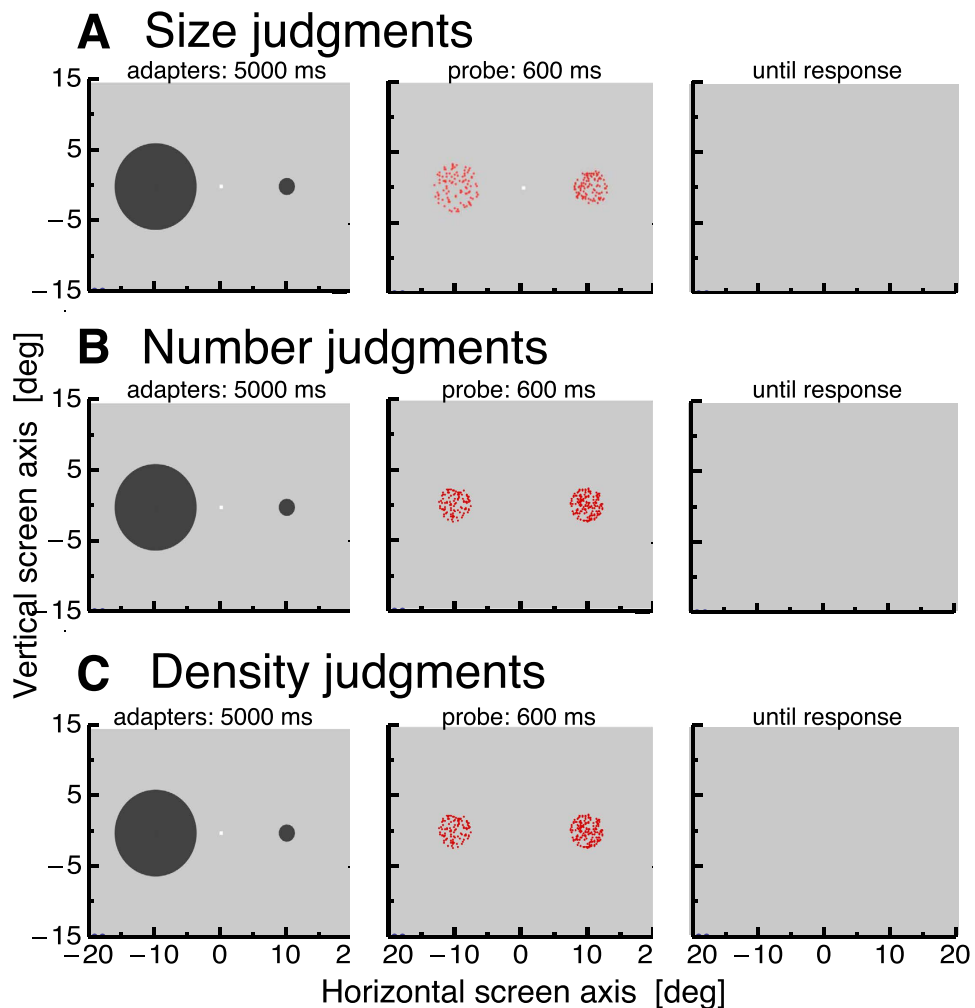 A Size judgments
adapters: 5000 ms
probe: 600 ms
until response
15
5
−5
−15
B Number judgments
adapters: 5000 ms
probe: 600 ms
until response
15
5
−5
−15
Vertical screen axis [deg]
C Density judgments
adapters: 5000 ms
probe: 600 ms
until response
15
5
−5
−15
−20 −10 0 10 2
20 −10 0 10 2
20 −10 0 10 20
Horizontal screen axis [deg]